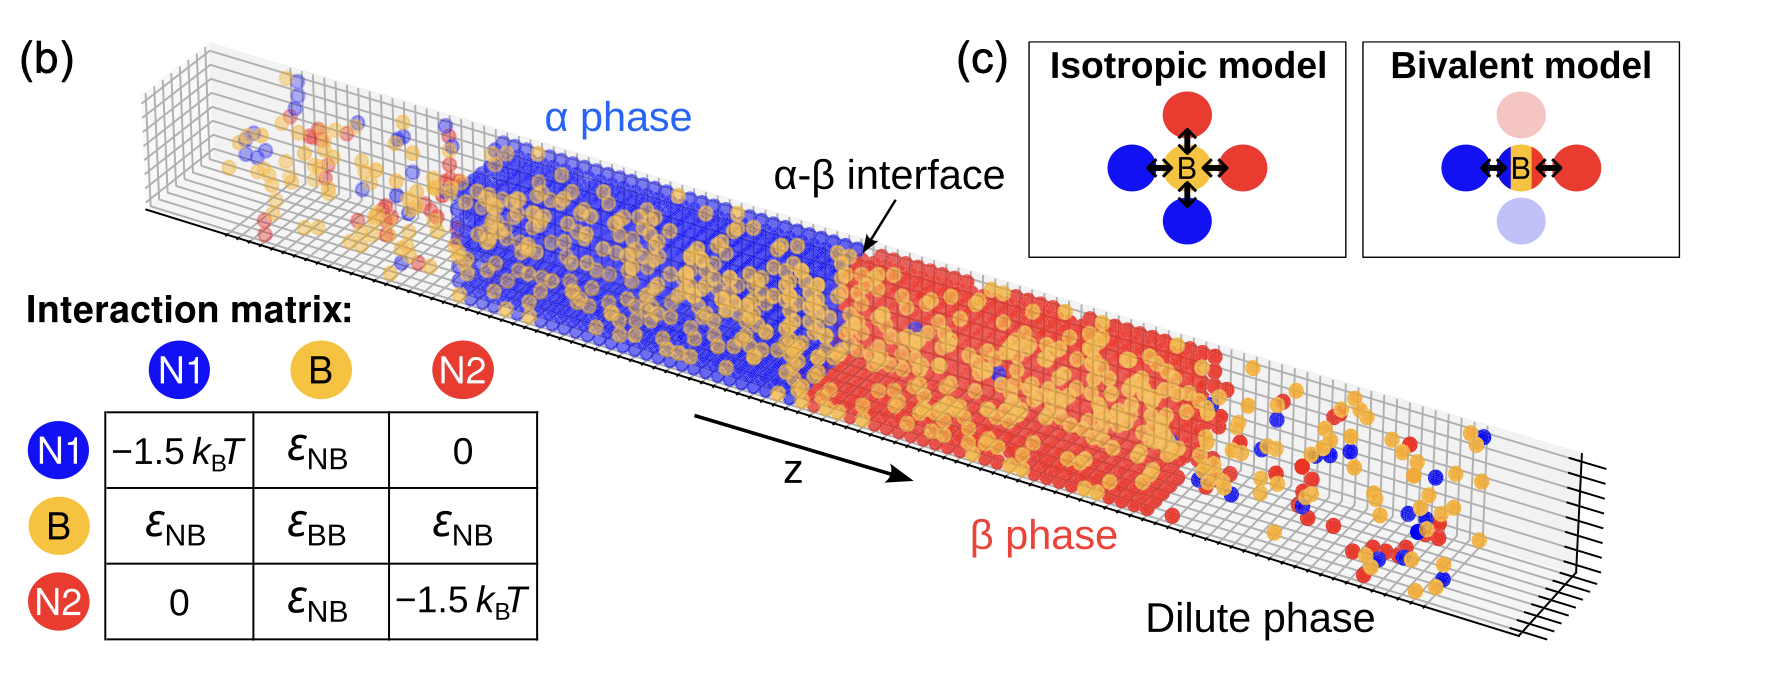 (b)
α phase
α-β interface
(c)
Isotropic model
B
Bivalent model
B
Interaction matrix:
N1 B N2
N1 −1.5 kBT εNB 0
B εNB εBB εNB
N2 0 εNB −1.5 kBT
z
β phase
Dilute phase